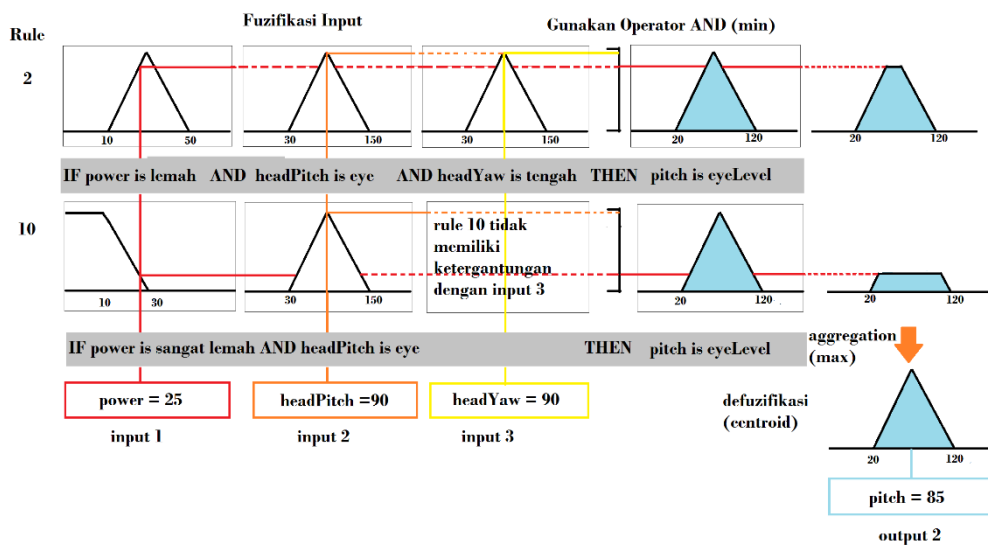 Fuzifikasi Input
Gunakan Operator AND (min)
Rule
2
10 50
30 150
30 150
20 120
20 120
IF power is lemah AND headPitch is eye AND headYaw is tengah THEN pitch is eyeLevel
10
10 30
30 150
rule 10 tidak
memiliki
ketergantungan
dengan input 3
20 120
20 120
IF power is sangat lemah AND headPitch is eye THEN pitch is eyeLevel
aggregation
(max)
power = 25
headPitch =90
headYaw = 90
input 1
input 2
input 3
defuzifikasi
(centroid)
20 120
pitch = 85
output 2